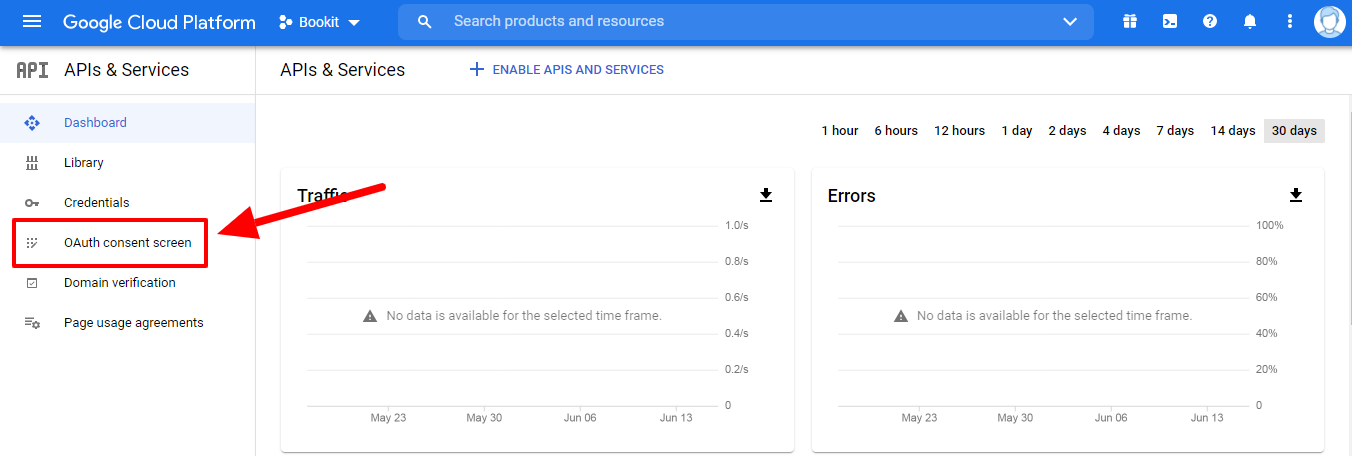 Google Cloud Platform
Bookit
Search products and resources
API
APIs & Services
APIs & Services
ENABLE APIS AND SERVICES
Dashboard
Library
Credentials
OAuth consent screen
Domain verification
Page usage agreements
1 hour 6 hours 12 hours 1 day 2 days 4 days 7 days 14 days 30 days
Traffic
1.0/s
0.8/s
0.6/s
No data is available for the selected time frame.
0.4/s
0.2/s
0
May 23 May 30 Jun 06 Jun 13
Errors
100%
80%
60%
No data is available for the selected time frame.
40%
20%
0
May 23 May 30 Jun 06 Jun 13